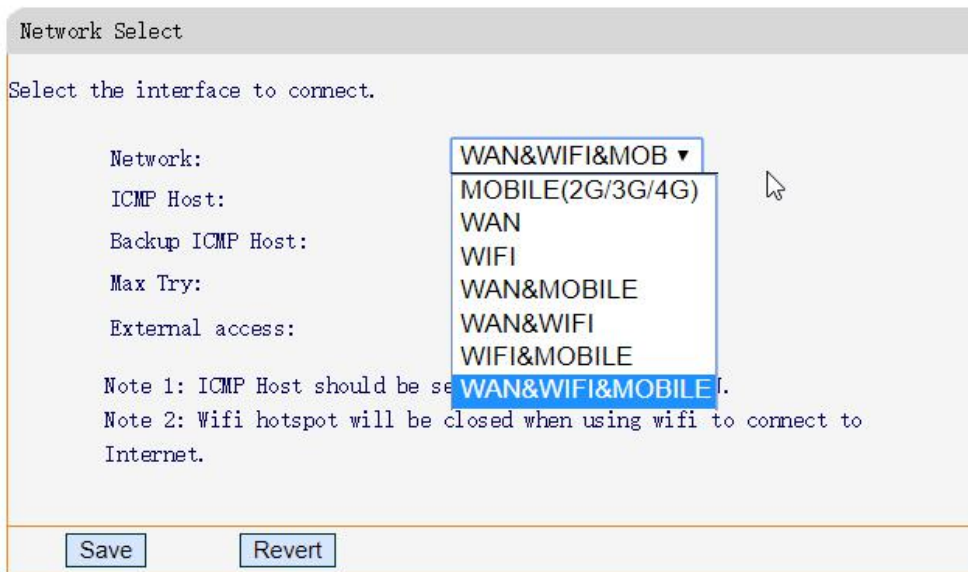 Network Select
Select the interface to connect.
Network:
WAN&WIFI&MOB
MOBILE(2G/3G/4G)
WAN
WIFI
WAN&MOBILE
WAN&WIFI
WIFI&MOBILE
WAN&WIFI&MOBILE
ICMP Host:
Backup ICMP Host:
Max Try:
External access:
Note 1: ICMP Host should be
Note 2: Wifi hotspot will be closed when using wifi to connect to
Internet.
Save Revert